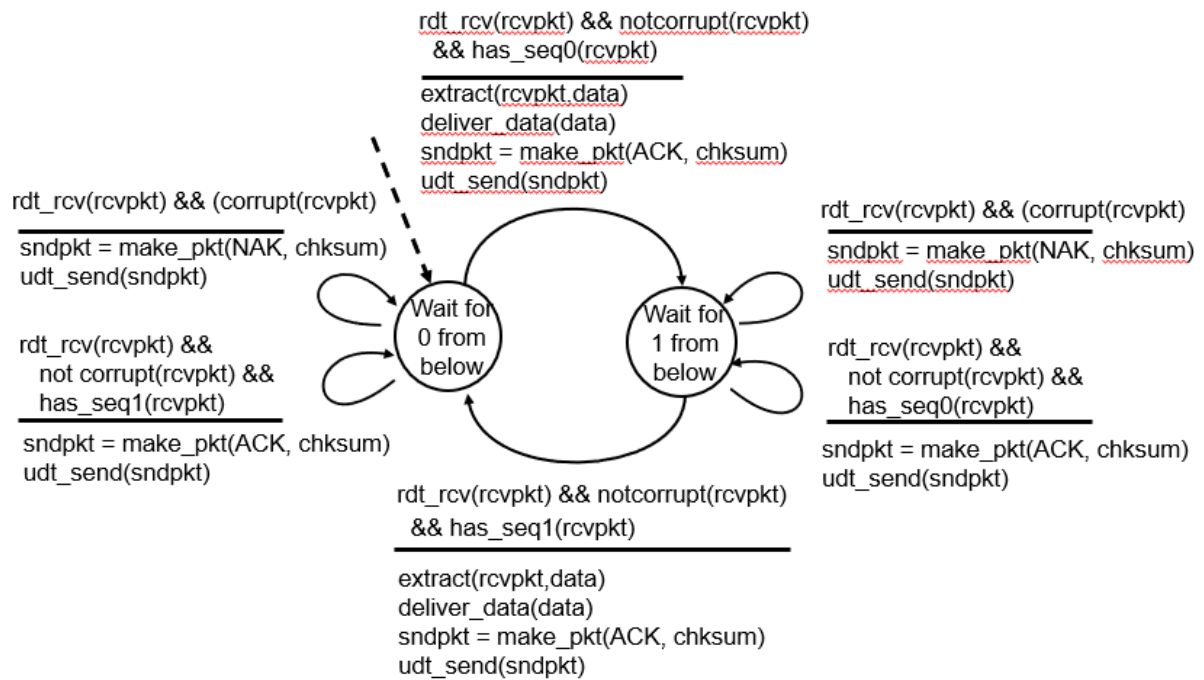 rdt_rcv(rcvpkt) && notcorrupt(rcvpkt)
&& has_seq0(rcvpkt)
extract(rcvpkt,data)
deliver_data(data)
sndpkt = make_pkt(ACK, chksum)
udt_send(sndpkt)
rdt_rcv(rcvpkt) && (corrupt(rcvpkt)
sndpkt = make_pkt(NAK, chksum)
udt_send(sndpkt)
rdt_rcv(rcvpkt) &&
not corrupt(rcvpkt) &&
has_seq1(rcvpkt)
sndpkt = make_pkt(ACK, chksum)
udt_send(sndpkt)
Wait for
0 from
below
Wait for
1 from
below
rdt_rcv(rcvpkt) && (corrupt(rcvpkt)
sndpkt = make_pkt(NAK, chksum)
udt_send(sndpkt)
rdt_rcv(rcvpkt) &&
not corrupt(rcvpkt) &&
has_seq0(rcvpkt)
sndpkt = make_pkt(ACK, chksum)
udt_send(sndpkt)
rdt_rcv(rcvpkt) && notcorrupt(rcvpkt)
&& has_seq1(rcvpkt)
extract(rcvpkt,data)
deliver_data(data)
sndpkt = make_pkt(ACK, chksum)
udt_send(sndpkt)